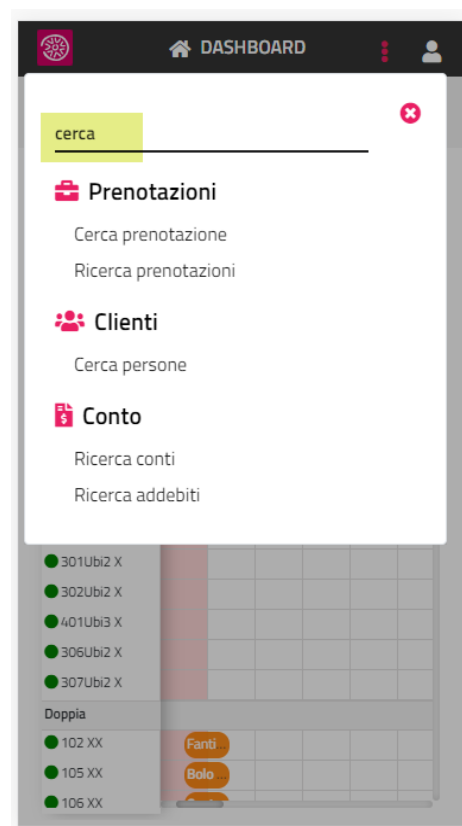 DASHBOARD
cerca
Prenotazioni
Cerca prenotazione
Ricerca prenotazioni
Clienti
Cerca persone
Conto
Ricerca conti
Ricerca addebiti
301Ubi2 X
302Ubi2 X
401Ubi3 X
306Ubi2 X
307Ubi2 X
Doppia
102 XX Fanti...
105 XX Bolo ...
106 XX